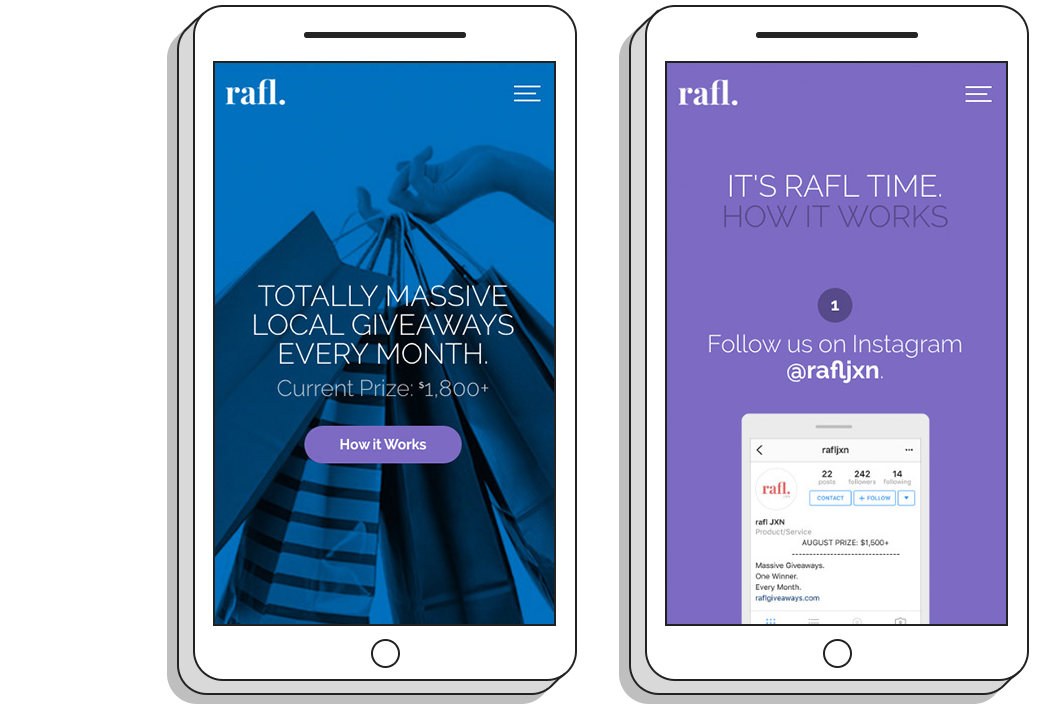 rafl.
TOTALLY MASSIVE
LOCAL GIVEAWAYS
EVERY MONTH.
Current Prize: $1,800+
How it Works
rafl.
IT'S RAFL TIME.
HOW IT WORKS
1
Follow us on Instagram
@rafljxn.
rafljxn
22 242 14
posts followers following
rafl.
CONTACT + FOLLOW
rafl JXN
Product/Service
AUGUST PRIZE: $1,500+
--------------------------------
Massive Giveaways.
One Winner.
Every Month.
raflgiveaways.com